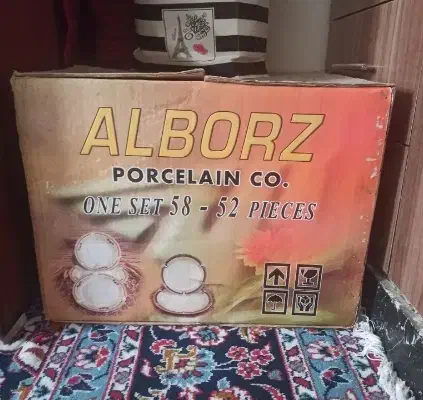 ALBORZ
PORCELAIN CO.
ONE SET 58 - 52 PIECES